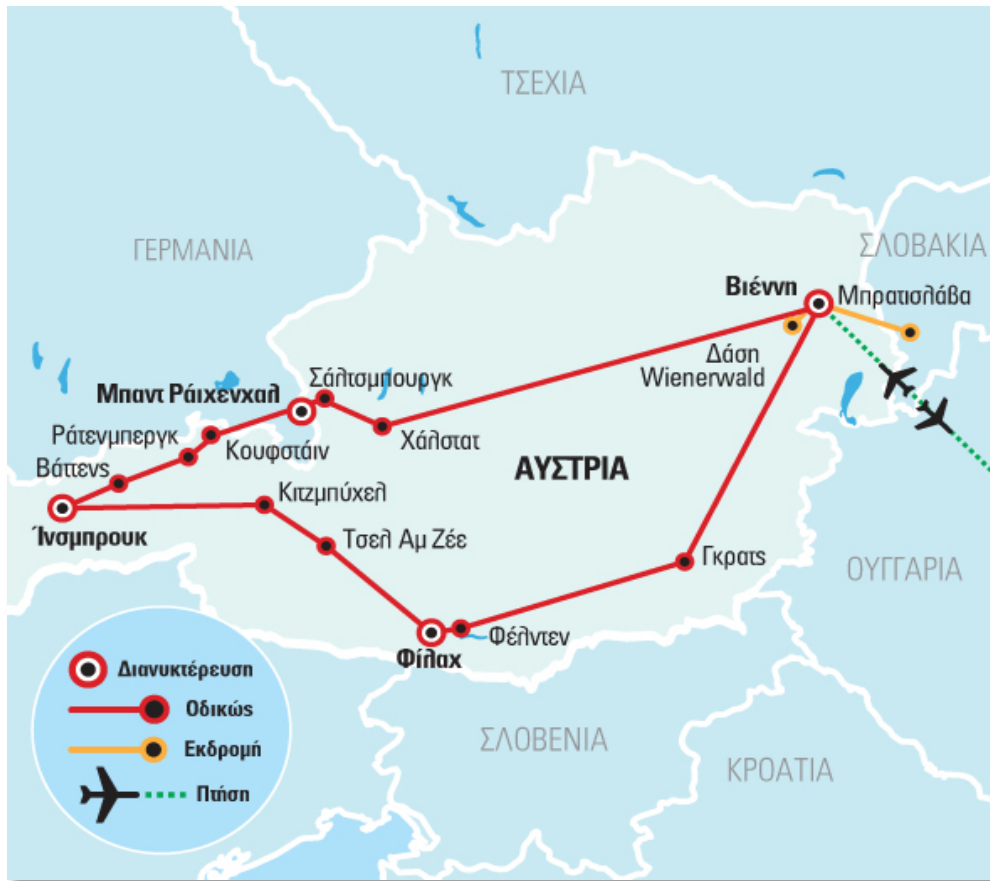 ΤΣΕΧΙΑ
ΓΕΡΜΑΝΙΑ
ΣΛΟΒΑΚΙΑ
Βιέννη
Μπρατισλάβα
Δάση
Wienerwald
Σάλτσμπουργκ
Μπαντ Ράιχενχαλ
Χάλστατ
Ράτενμπεργκ
Κουφστάιν
Βάττενς
ΑΥΣΤΡΙΑ
Κιτζμπύχελ
Ίνσμπρουκ
Τσελ Αμ Ζέε
Γκρατς
ΟΥΓΓΑΡΙΑ
Φέλντεν
Φίλαχ
ΣΛΟΒΕΝΙΑ
ΚΡΟΑΤΙΑ
Διανυκτέρευση
Οδικώς
Εκδρομή
Πτήση